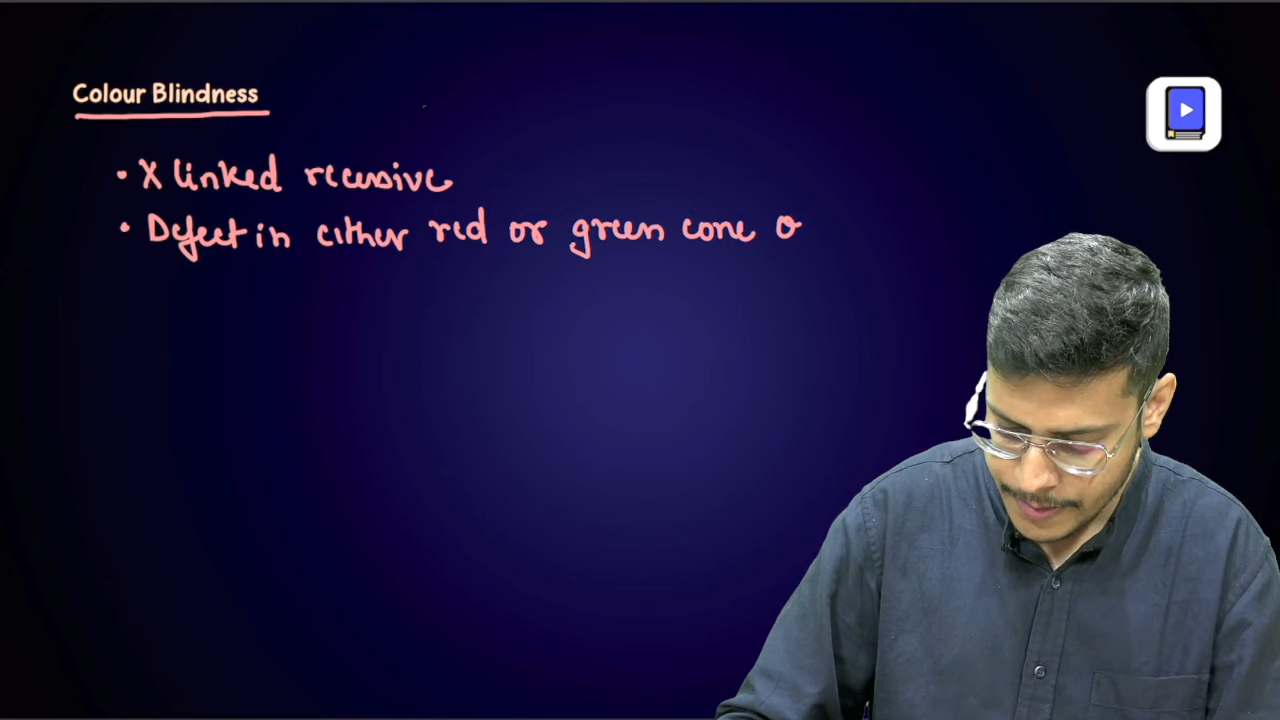 Colour Blindness
• X linked recessive
• Defect in either red or green cone o